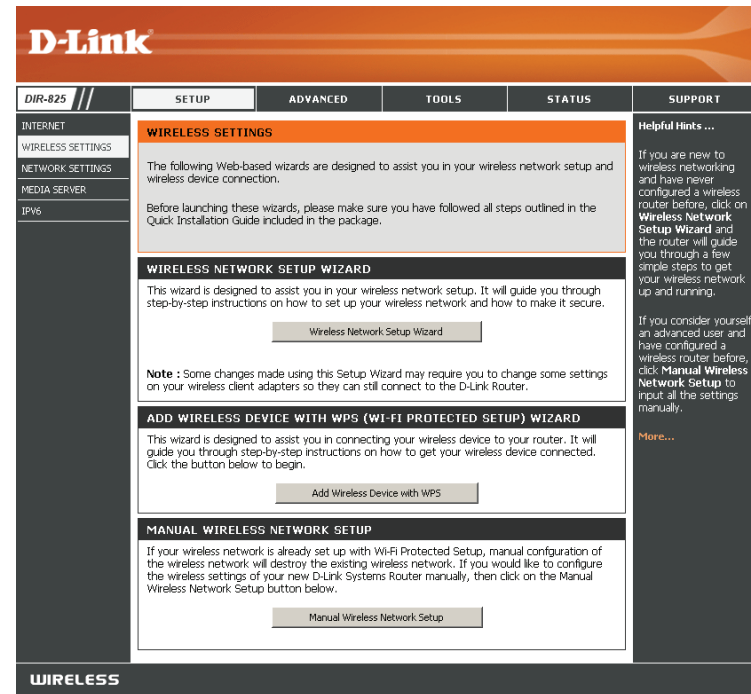 D-Link
DIR-825
SETUP
ADVANCED
TOOLS
STATUS
SUPPORT
INTERNET
WIRELESS SETTINGS
NETWORK SETTINGS
MEDIA SERVER
IPV6
WIRELESS SETTINGS
The following Web-based wizards are designed to assist you in your wireless network setup and
wireless device connection.
Before launching these wizards, please make sure you have followed all steps outlined in the
Quick Installation Guide included in the package.
WIRELESS NETWORK SETUP WIZARD
This wizard is designed to assist you in your wireless network setup. It will guide you through
step-by-step instructions on how to set up your wireless network and how to make it secure.
Wireless Network Setup Wizard
Note : Some changes made using this Setup Wizard may require you to change some settings
on your wireless client adapters so they can still connect to the D-Link Router.
ADD WIRELESS DEVICE WITH WPS (WI-FI PROTECTED SETUP) WIZARD
This wizard is designed to assist you in connecting your wireless device to your router. It will
guide you through step-by-step instructions on how to get your wireless device connected.
Click the button below to begin.
Add Wireless Device with WPS
MANUAL WIRELESS NETWORK SETUP
If your wireless network is already set up with Wi-Fi Protected Setup, manual confguration of
the wireless network will destroy the existing wireless network. If you would like to configure
the wireless settings of your new D-Link Systems Router manually, then click on the Manual
Wireless Network Setup button below.
Manual Wireless Network Setup
Helpful Hints ...
If you are new to
wireless networking
and have never
configured a wireless
router before, click on
Wireless Network
Setup Wizard and
the router will guide
you through a few
simple steps to get
your wireless network
up and running.
If you consider yourself
an advanced user and
have configured a
wireless router before,
click Manual Wireless
Network Setup to
input all the settings
manually.
More...
WIRELESS